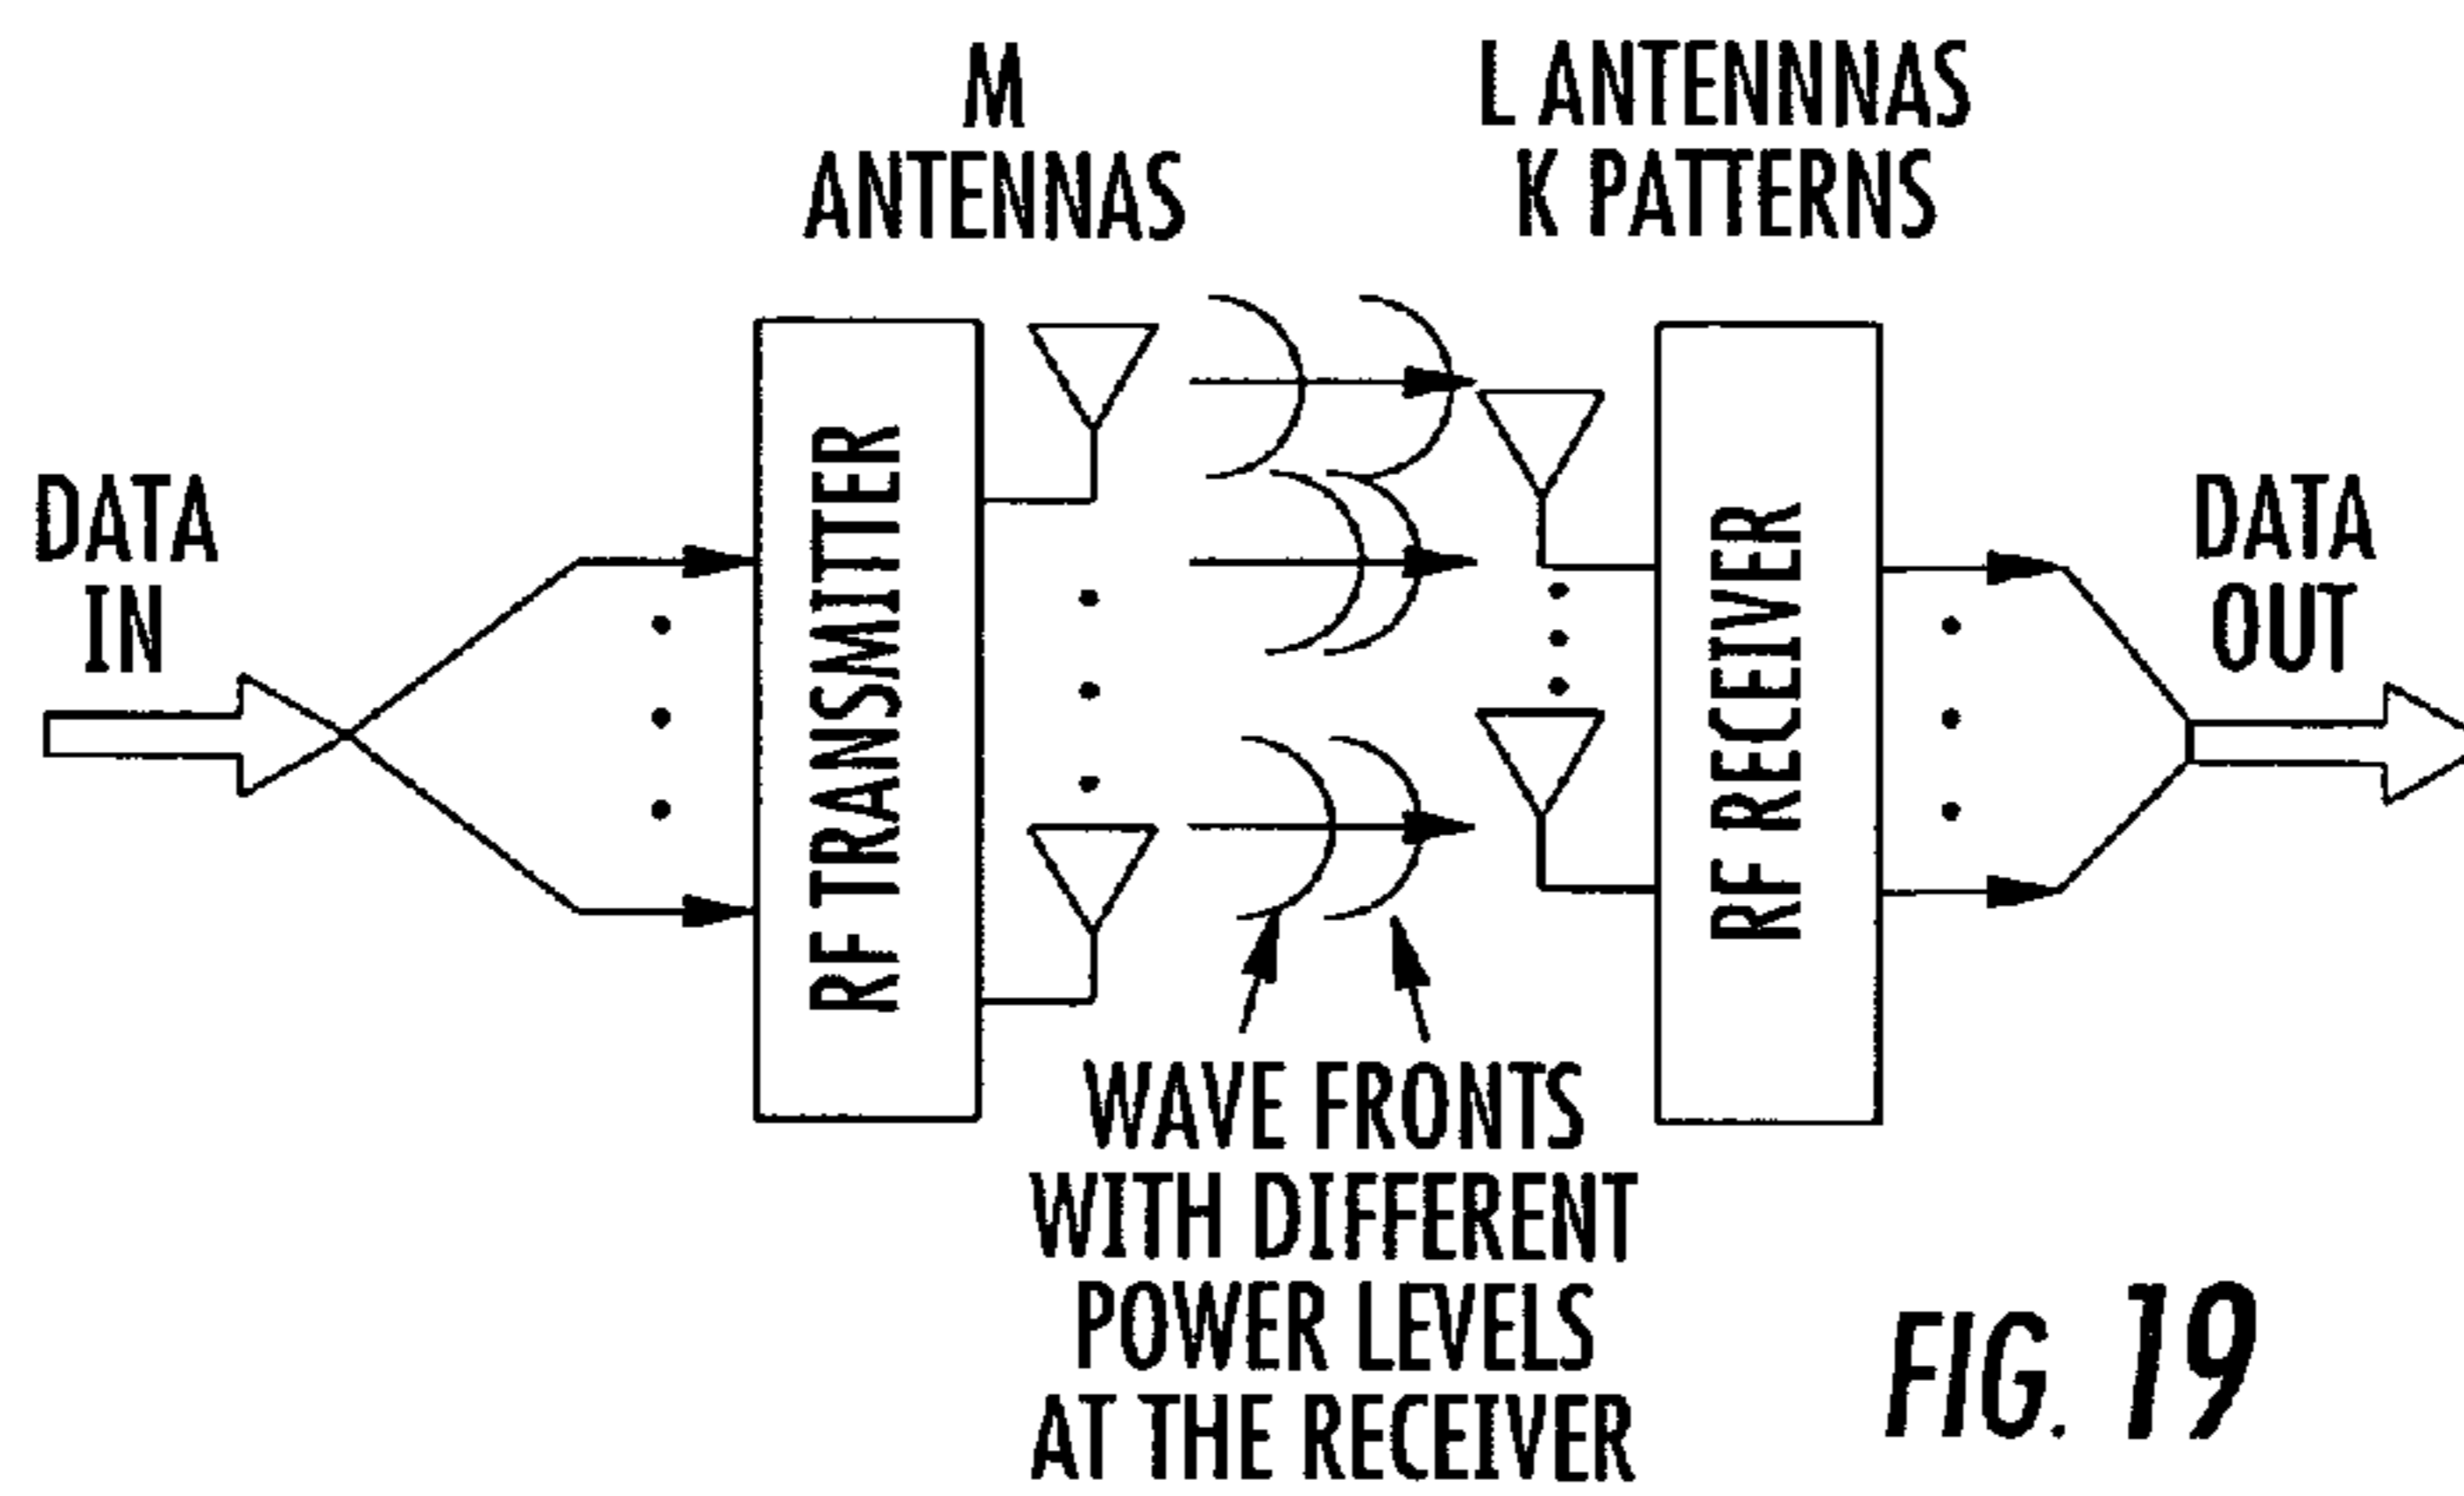 M
ANTENNAS
L ANTENNNAS
K PATTERNS
DATA
IN
RF TRANSMITTER
RF RECEIVER
DATA
OUT
WAVE FRONTS
WITH DIFFERENT
POWER LEVELS
AT THE RECEIVER
FIG. 19